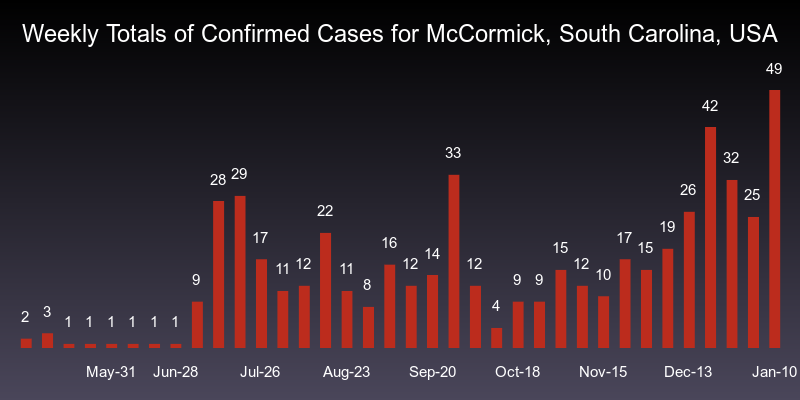 Weekly Totals of Confirmed Cases for McCormick, South Carolina, USA
2 3 1 1 1 1 1 1 9 28 29 17 11 12 22 11 8 16 12 14 33 12 4 9 9 15 12 10 17 15 19 26 42 32 25 49
May-31 Jun-28 Jul-26 Aug-23 Sep-20 Oct-18 Nov-15 Dec-13 Jan-10